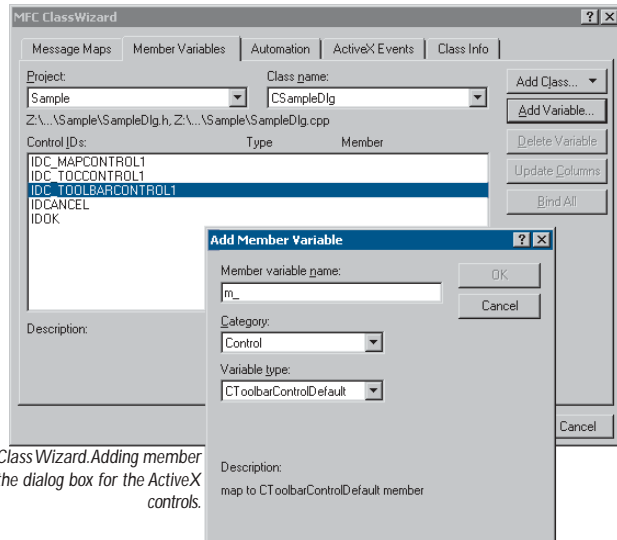 MFC ClassWizard
Message Maps Member Variables Automation ActiveX Events Class Info
Project: Class name:
Sample CSampleDlg
Add Class...
Z:\...\Sample\SampleDlg.h, Z:\...\Sample\SampleDlg.cpp
Add Variable...
Control IDs: Type Member
Delete Variable
IDC_MAPCONTROL1
IDC_TOCCONTROL1
Update Columns
IDC_TOOLBARCONTROL1
IDCANCEL
Bind All
IDOK
Add Member Variable
Member variable name:
OK
m_
Cancel
Category:
Description:
Control
Variable type:
CToolbarControlDefault
Cancel
Class Wizard. Adding member
the dialog box for the ActiveX
controls.
Description:
map to CToolbarControlDefault member